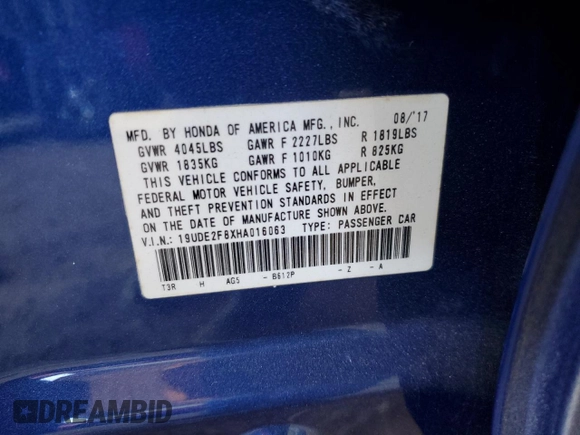 MFD. BY HONDA OF AMERICA MFG., INC. 08/'17
GVWR 4045LBS GAWR F 2227LBS R 1819LBS
GVWR 1835KG GAWR F 1010KG R 825KG
THIS VEHICLE CONFORMS TO ALL APPLICABLE
FEDERAL MOTOR VEHICLE SAFETY, BUMPER,
AND THEFT PREVENTION STANDARDS IN EFFECT
ON THE DATE OF MANUFACTURE SHOWN ABOVE.
V.I.N.: 19UDE2F8XHA016063 TYPE: PASSENGER CAR
T3R H AG5 - B612P - Z - A
DREAMBID